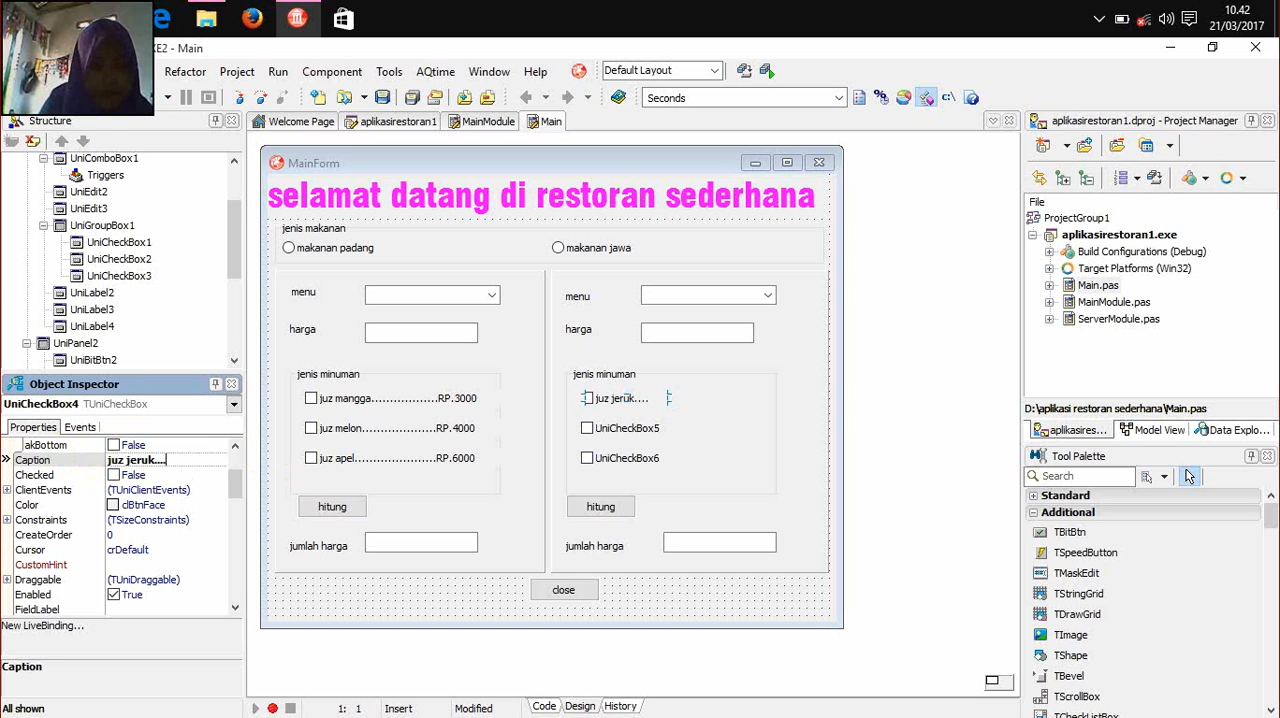 10.42
21/03/2017
KE2 - Main
Refactor Project Run Component Tools AQtime Window Help
Default Layout
Seconds
Structure
Welcome Page aplikasirestoran1 MainModule Main
aplikasirestoran1.dproj - Project Manager
UniComboBox1
Triggers
UniEdit2
UniEdit3
UniGroupBox1
UniCheckBox1
UniCheckBox2
UniCheckBox3
UniLabel2
UniLabel3
UniLabel4
UniPanel2
UniBitBtn2
Object Inspector
UniCheckBox4 TUniCheckBox
Properties Events
akBottom False
Caption juz jeruk....
Checked False
ClientEvents (TUniClientEvents)
Color clBtnFace
Constraints (TSizeConstraints)
CreateOrder 0
Cursor crDefault
CustomHint
Draggable (TUniDraggable)
Enabled True
FieldLabel
New LiveBinding...
Caption
All shown
MainForm
selamat datang di restoran sederhana
jenis makanan
makanan padang makanan jawa
menu menu
harga harga
jenis minuman jenis minuman
juz mangga..................RP.3000 juz jeruk....
juz melon....................RP.4000 UniCheckBox5
juz apel......................RP.6000 UniCheckBox6
hitung hitung
jumlah harga jumlah harga
close
1: 1 Insert Modified Code Design History
File
ProjectGroup1
aplikasirestoran1.exe
Build Configurations (Debug)
Target Platforms (Win32)
Main.pas
MainModule.pas
ServerModule.pas
D:\aplikasi restoran sederhana\Main.pas
aplikasires... Model View Data Explo...
Tool Palette
Search
Standard
Additional
TBitBtn
TSpeedButton
TMaskEdit
TStringGrid
TDrawGrid
TImage
TShape
TBevel
TScrollBox